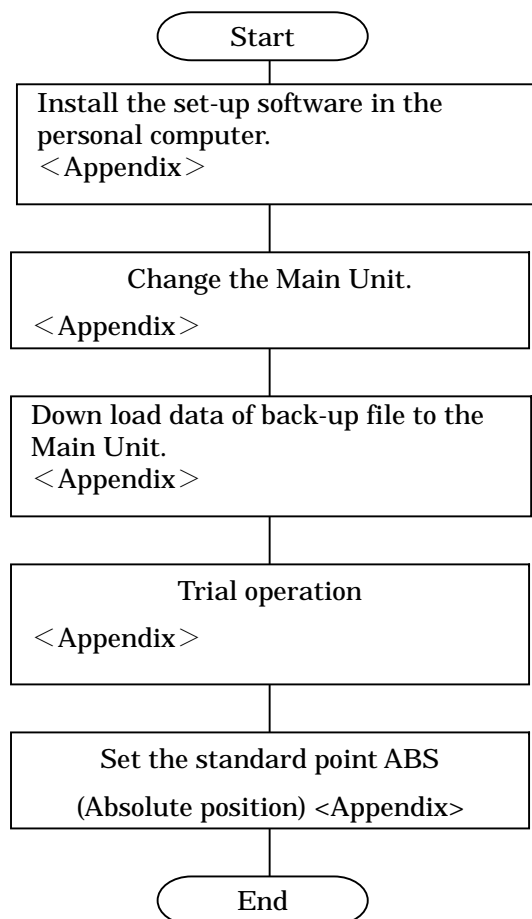 Start
Install the set-up software in the
personal computer.
＜Appendix＞
Change the Main Unit.
＜Appendix＞
Down load data of back-up file to the
Main Unit.
＜Appendix＞
Trial operation
＜Appendix＞
Set the standard point ABS
(Absolute position) <Appendix>
End